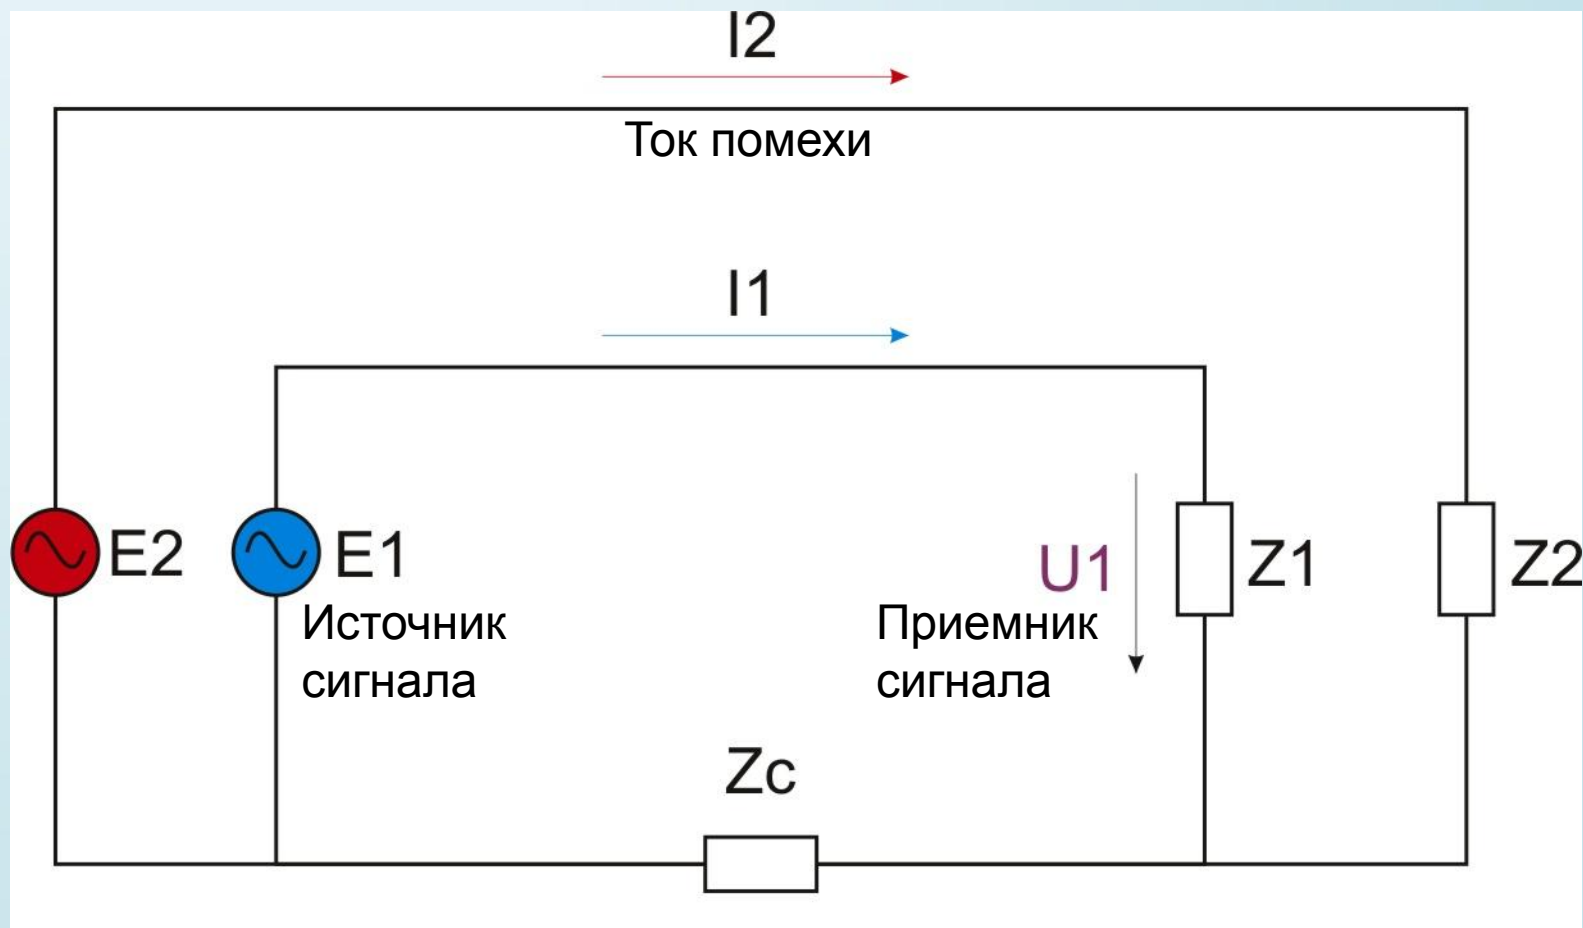 I2
Ток помехи
I1
E2
E1
U1
Z1
Z2
Источник
сигнала
Приемник
сигнала
Zc